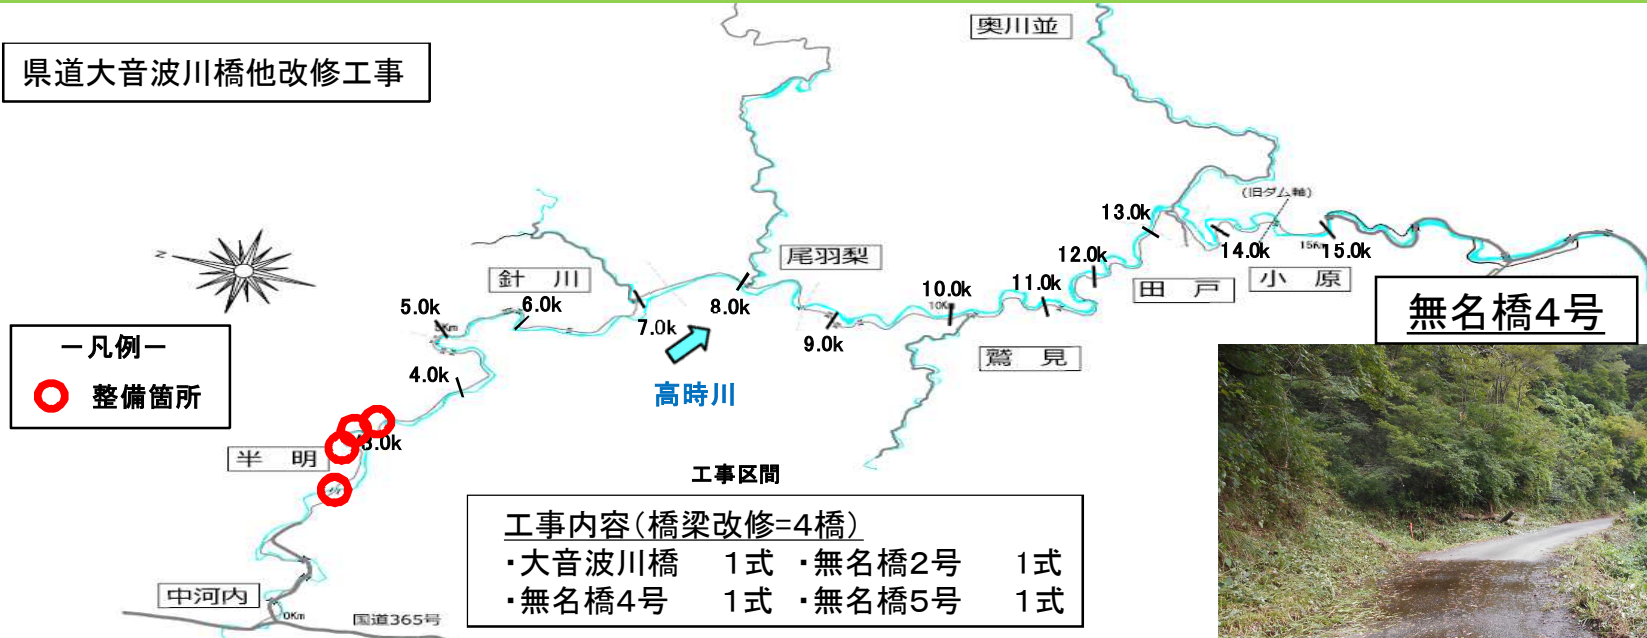 奥川並
県道大音波川橋他改修工事
(旧ダム軸)
13.0k
14.0k
15Km
15.0k
尾羽梨
12.0k
小 原
針 川
田 戸
10.0k
11.0k
8.0k
10Km
5.0k
6.0k
無名橋4号
5Km
7.0k
9.0k
N
ー凡例ー
鷲 見
4.0k
整備箇所
高時川
3.0k
半 明
工事区間
工事内容(橋梁改修=4橋)
・大音波川橋 1式 ・無名橋2号 1式
・無名橋4号 1式 ・無名橋5号 1式
中河内
0Km
国道365号